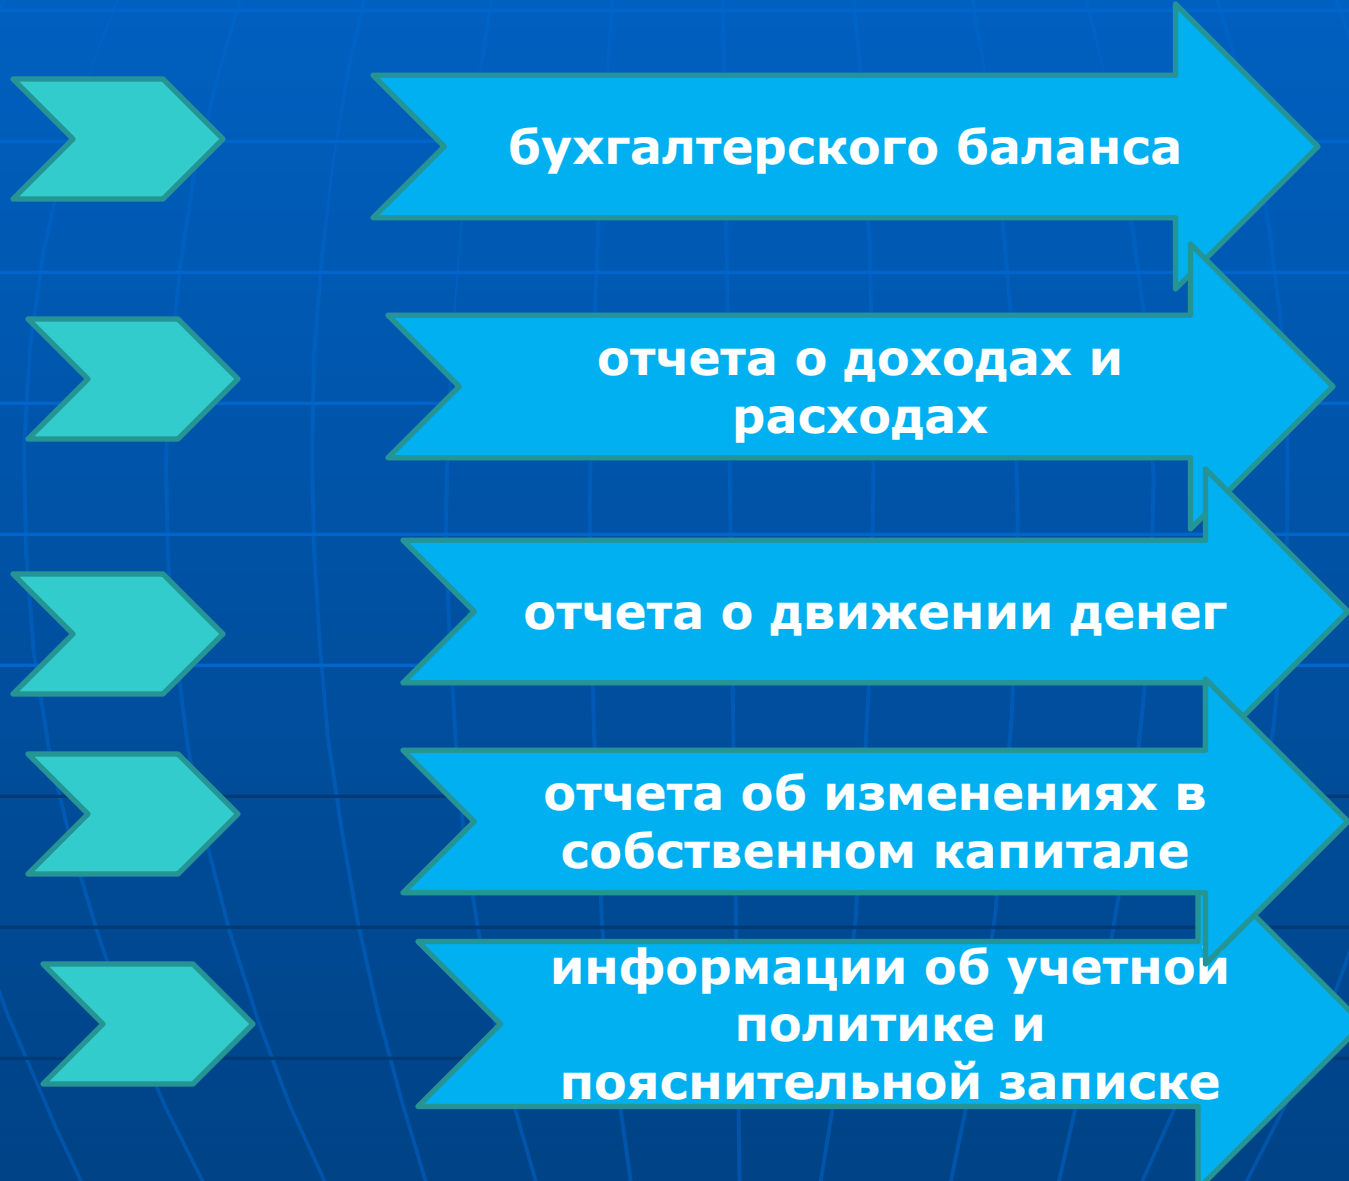 бухгалтерского баланса
отчета о доходах и
расходах
отчета о движении денег
отчета об изменениях в
собственном капитале
информации об учетной
политике и
пояснительной записке